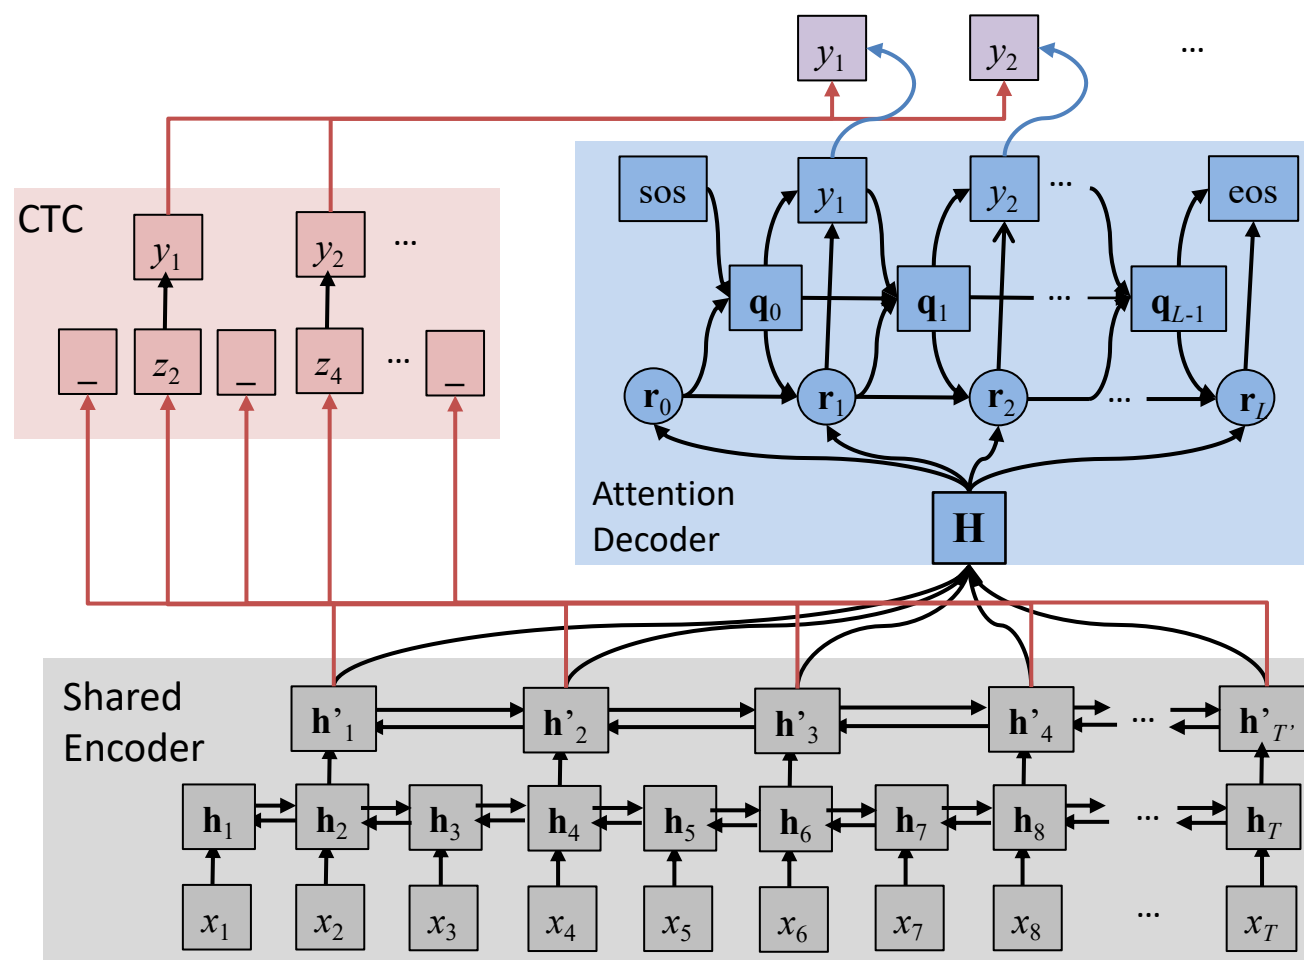 y1 y2 ...
sos y1 y2 ... eos
CTC
y1 y2 ...
q0 q1 ... qL-1
_ z2 _ z4 ... _
r0 r1 r2 ... rL
Attention
Decoder
H
Shared
Encoder
h'1 h'2 h'3 h'4 ... h'T'
h1 h2 h3 h4 h5 h6 h7 h8 ... hT
x1 x2 x3 x4 x5 x6 x7 x8 ... xT